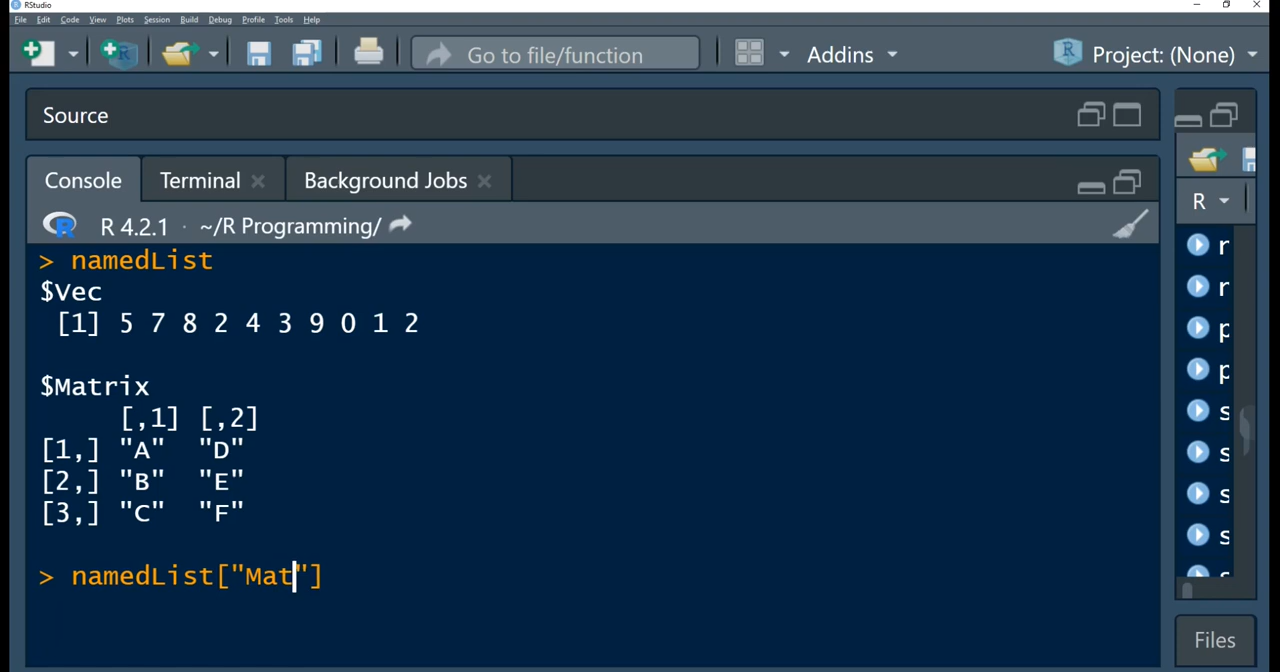 RStudio
File Edit Code View Plots Session Build Debug Profile Tools Help
Go to file/function Addins Project: (None)
Source
Console Terminal Background Jobs
R R 4.2.1 · ~/R Programming/
R
> namedList
$Vec
[1] 5 7 8 2 4 3 9 0 1 2
$Matrix
[,1] [,2]
[1,] "A" "D"
[2,] "B" "E"
[3,] "C" "F"
> namedList["Mat"]
r
r
p
p
s
s
s
s
Files